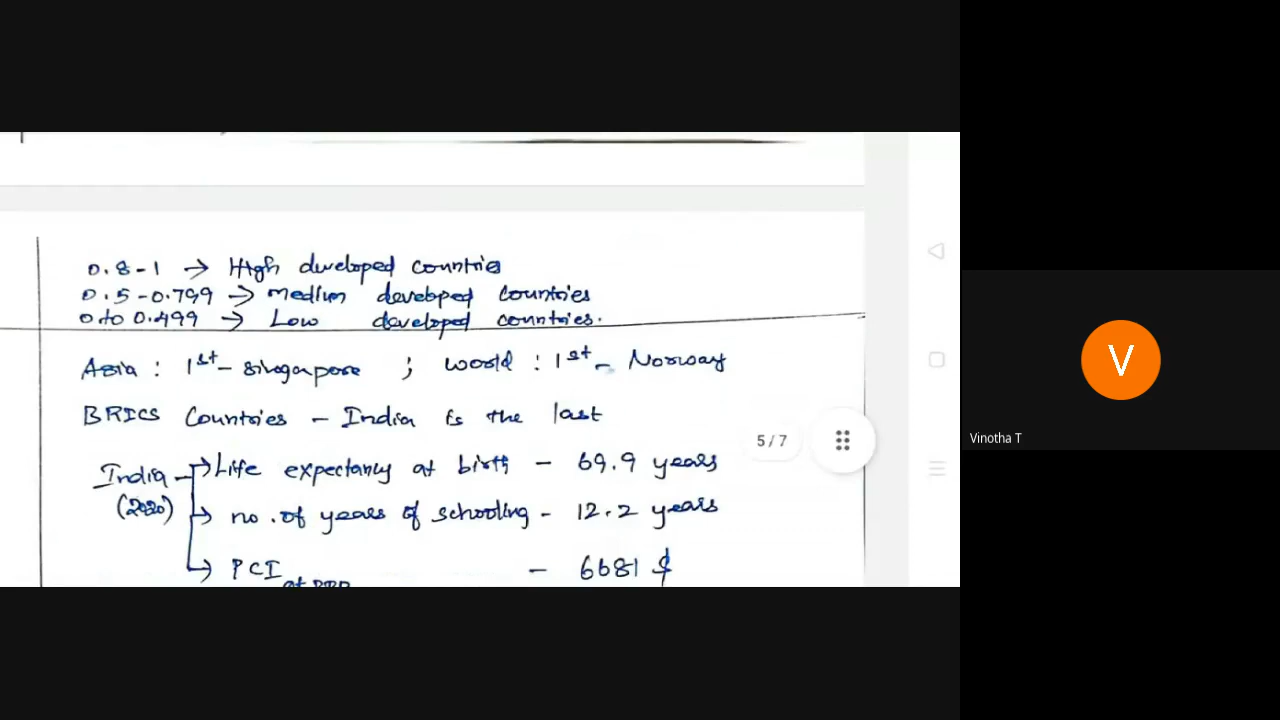 0.8-1 → High developed countries
0.5-0.799 → Medium developed countries
0 to 0.499 → Low developed countries.
Asia : 1st - Singapore ; World : 1st - Norway
BRICS Countries - India is the last
India (2020) → Life expectancy at birth - 69.9 years
→ no. of years of schooling - 12.2 years
→ PCI at PPP - 6681 $
5 / 7
V
Vinotha T